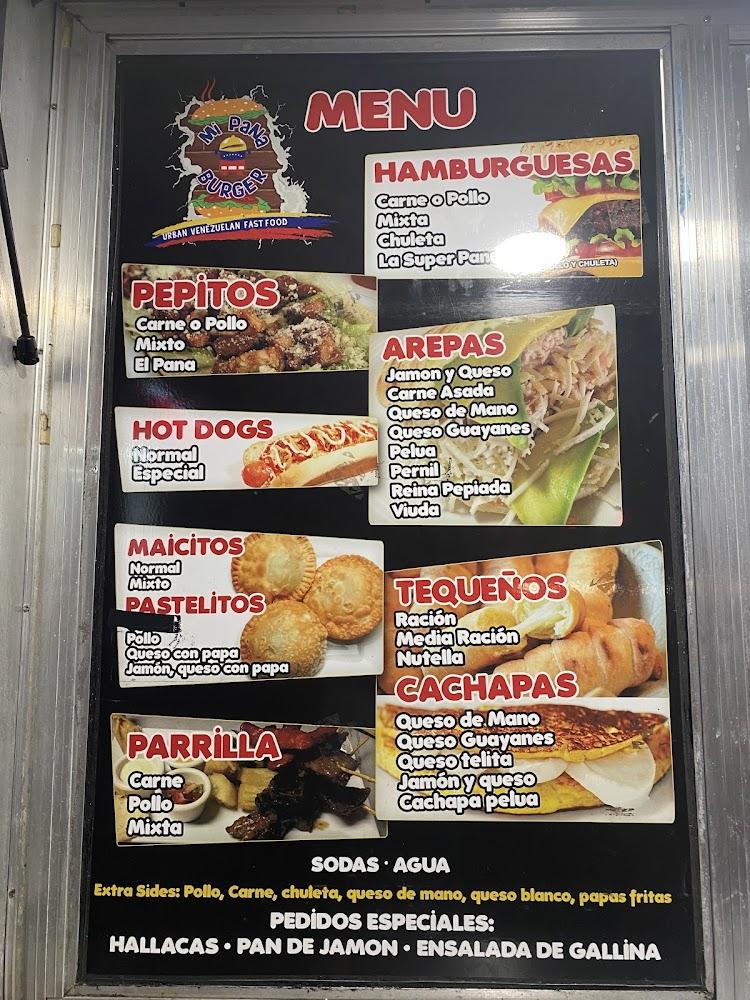 MENU
Mi PaNa
BURGER
URBAN VENEZUELAN FAST FOOD
HAMBURGUESAS
Carne o Pollo
Mixta
Chuleta
La Super Pana
Y CHULETA)
PEPiTOS
Carne o Pollo
Mixto
El Pana
AREPAS
Jamon y Queso
Carne Asada
Queso de Mano
Queso Guayanes
Pelua
Pernil
Reina Pepiada
Viuda
HOT DOGS
Normal
Especial
MAiCiTOS
Normal
Mixto
PASTELiTOS
Pollo
Queso con papa
Jamón, queso con papa
TEQUEÑOS
Ración
Media Ración
Nutella
CACHAPAS
Queso de Mano
Queso Guayanes
Queso telita
Jamón y queso
Cachapa pelua
PARRiLLA
Carne
Pollo
Mixta
SODAS · AGUA
Extra Sides: Pollo, Carne, chuleta, queso de mano, queso blanco, papas fritas
PEDiDOS ESPECiALES:
HALLACAS • PAN DE JAMON • ENSALADA DE GALLiNA